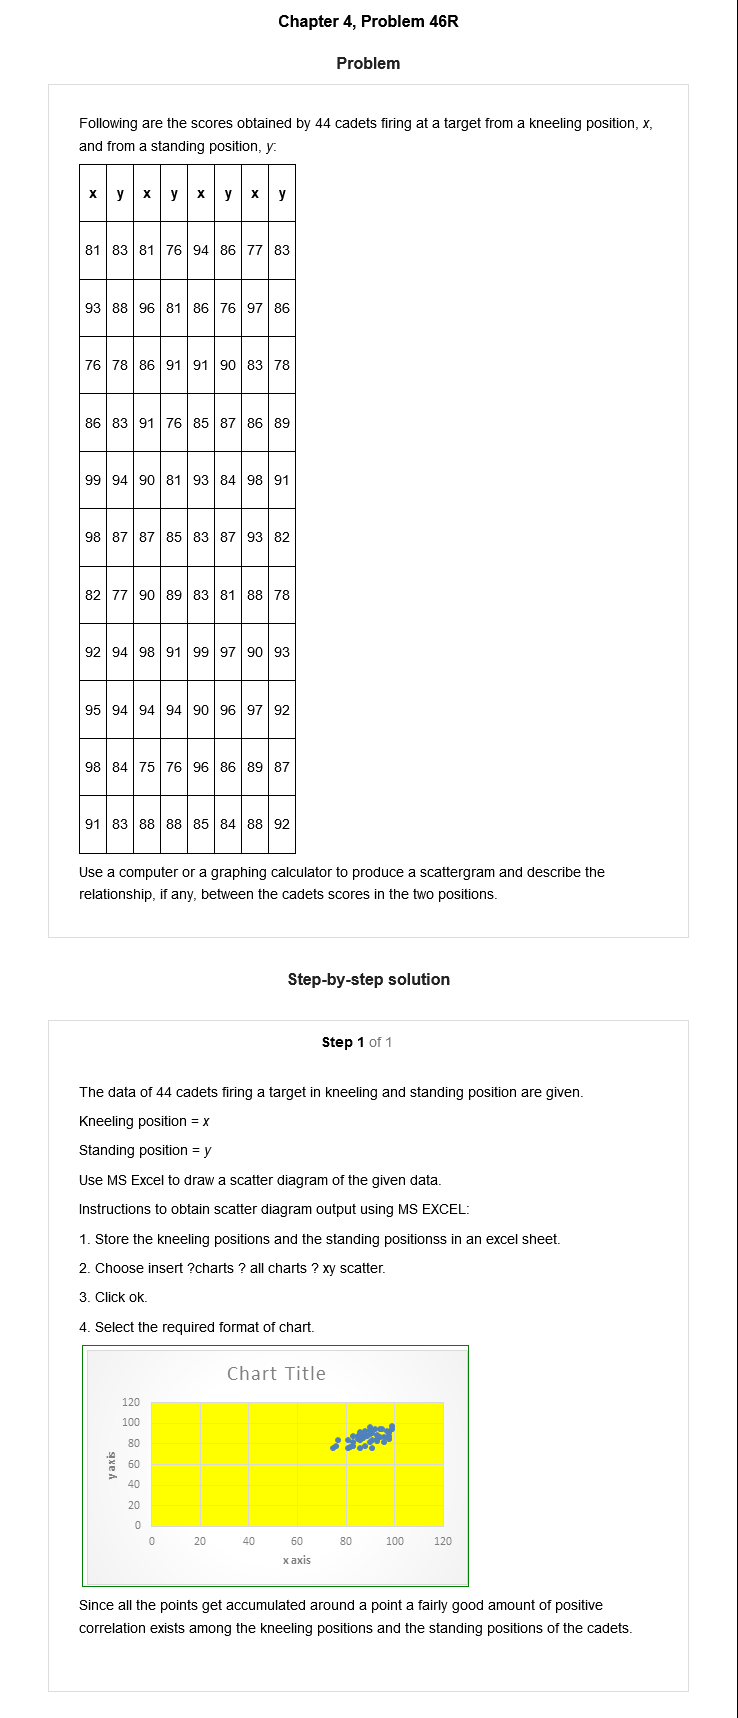 Chapter 4, Problem 46R
Problem
Following are the scores obtained by 44 cadets firing at a target from a kneeling position, x,
and from a standing position, y:
x y x y x y x y
81 83 81 76 94 86 77 83
93 88 96 81 86 76 97 86
76 78 86 91 91 90 83 78
86 83 91 76 85 87 86 89
99 94 90 81 93 84 98 91
98 87 87 85 83 87 93 82
82 77 90 89 83 81 88 78
92 94 98 91 99 97 90 93
95 94 94 94 90 96 97 92
98 84 75 76 96 86 89 87
91 83 88 88 85 84 88 92
Use a computer or a graphing calculator to produce a scattergram and describe the
relationship, if any, between the cadets scores in the two positions.
Step-by-step solution
Step 1 of 1
The data of 44 cadets firing a target in kneeling and standing position are given.
Kneeling position = x
Standing position = y
Use MS Excel to draw a scatter diagram of the given data.
Instructions to obtain scatter diagram output using MS EXCEL:
1. Store the kneeling positions and the standing positionss in an excel sheet.
2. Choose insert ?charts ? all charts ? xy scatter.
3. Click ok.
4. Select the required format of chart.
Chart Title
120
100
80
60
40
20
0
y axis
0 20 40 60 80 100 120
x axis
Since all the points get accumulated around a point a fairly good amount of positive
correlation exists among the kneeling positions and the standing positions of the cadets.